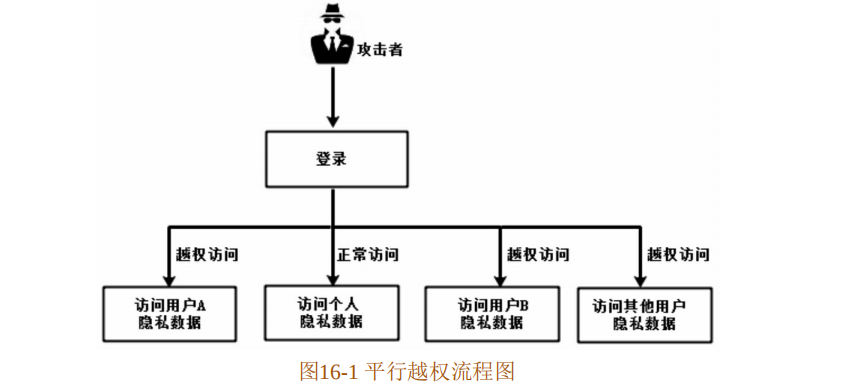 攻击者
登录
越权访问
正常访问
越权访问
越权访问
访问用户A
隐私数据
访问个人
隐私数据
访问用户B
隐私数据
访问其他用户
隐私数据
图16-1 平行越权流程图